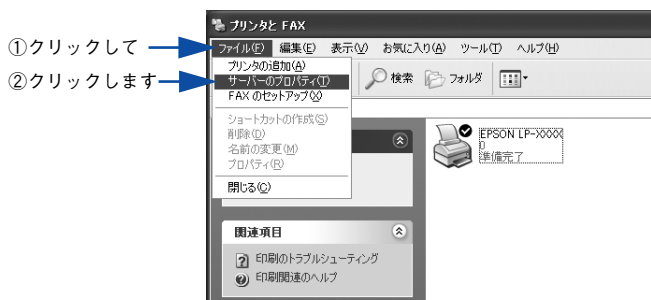 プリンタと FAX
①クリックして
ファイル(F) 編集(E) 表示(V) お気に入り(A) ツール(T) ヘルプ(H)
プリンタの追加(A)
②クリックします
サーバーのプロパティ(T)
FAX のセットアップ(X)
検索 フォルダ
ショートカットの作成(S)
削除(D)
名前の変更(M)
プロパティ(R)
閉じる(C)
EPSON LP-XXXX
0
準備完了
関連項目
印刷のトラブルシューティング
印刷関連のヘルプ